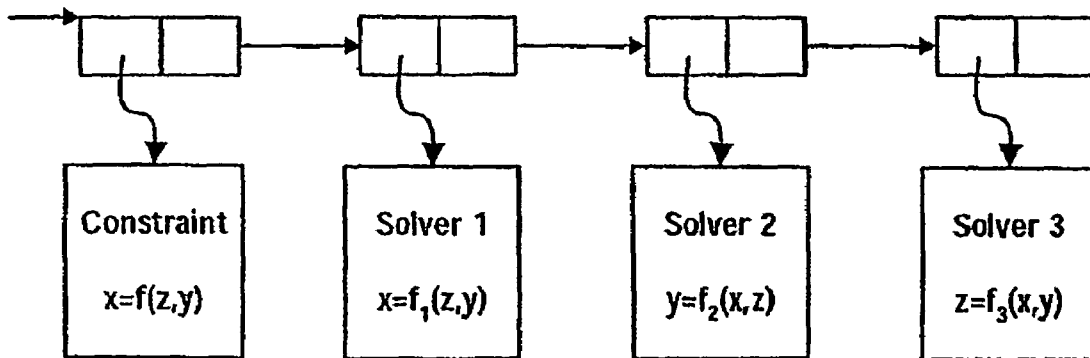 Constraint
x=f(z,y)
Solver 1
x=f₁(z,y)
Solver 2
y=f₂(x,z)
Solver 3
z=f₃(x,y)